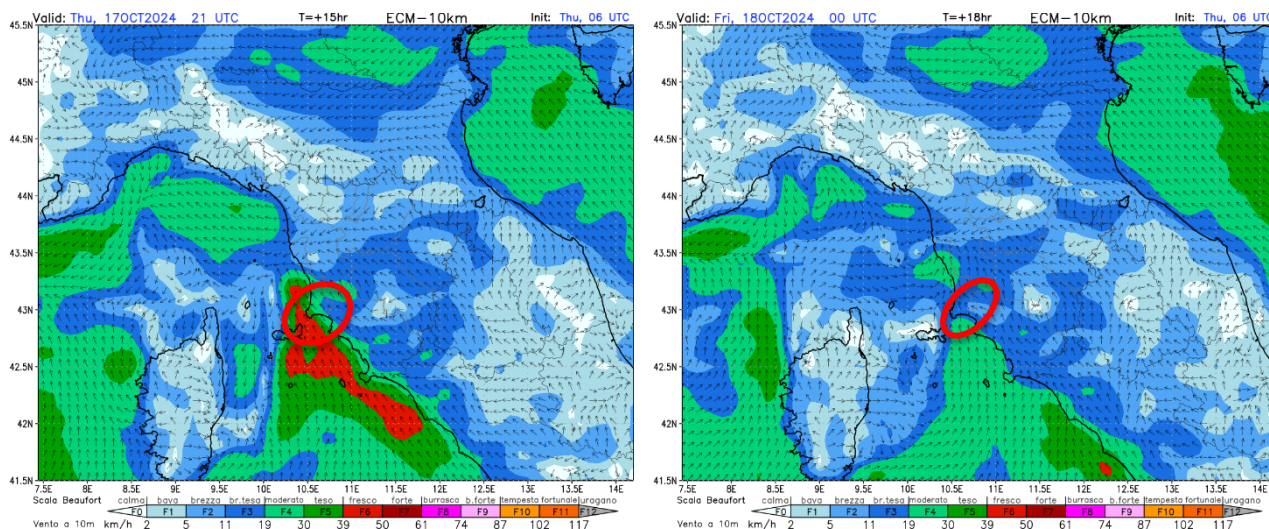 Valid: Thu, 17OCT2024 21 UTC T=+15hr ECM-10km Init: Thu, 06 UTC
45.5N
45N
44.5N
44N
43.5N
43N
42.5N
42N
41.5N
7.5E 8E 8.5E 9E 9.5E 10E 10.5E 11E 11.5E 12E 12.5E 13E 13.5E 14E
Scala Beaufort calma bava brezza br.tesa moderato teso fresco forte burrasca b.forte tempesta fortunale uragano
F0 F1 F2 F3 F4 F5 F6 F7 F8 F9 F10 F11 F12
Vento a 10m km/h 2 5 11 19 30 39 50 61 74 87 102 117
Valid: Fri, 18OCT2024 00 UTC T=+18hr ECM-10km Init: Thu, 06 UTC
45.5N
45N
44.5N
44N
43.5N
43N
42.5N
42N
41.5N
7.5E 8E 8.5E 9E 9.5E 10E 10.5E 11E 11.5E 12E 12.5E 13E 13.5E 14E
Scala Beaufort calma bava brezza br.tesa moderato teso fresco forte burrasca b.forte tempesta fortunale uragano
F0 F1 F2 F3 F4 F5 F6 F7 F8 F9 F10 F11 F12
Vento a 10m km/h 2 5 11 19 30 39 50 61 74 87 102 117